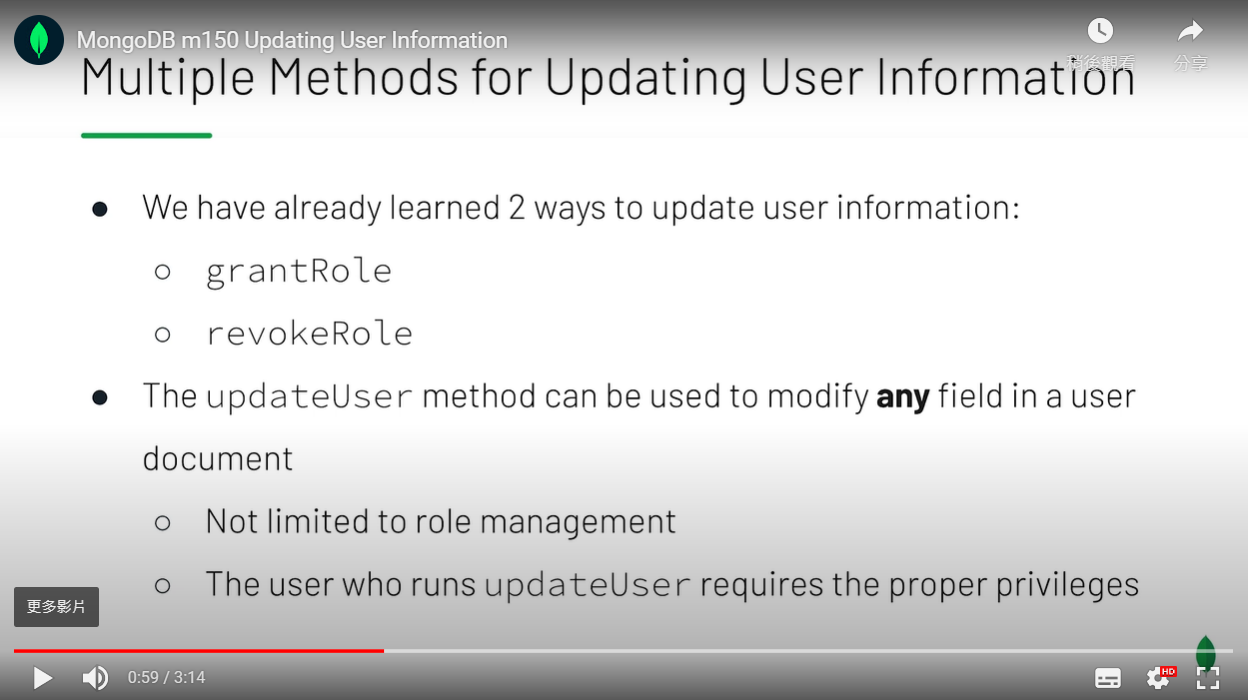 MongoDB m150 Updating User Information
稍後觀看
分享
Multiple Methods for Updating User Information
We have already learned 2 ways to update user information:
grantRole
revokeRole
The updateUser method can be used to modify any field in a user
document
Not limited to role management
The user who runs updateUser requires the proper privileges
更多影片
0:59 / 3:14
HD